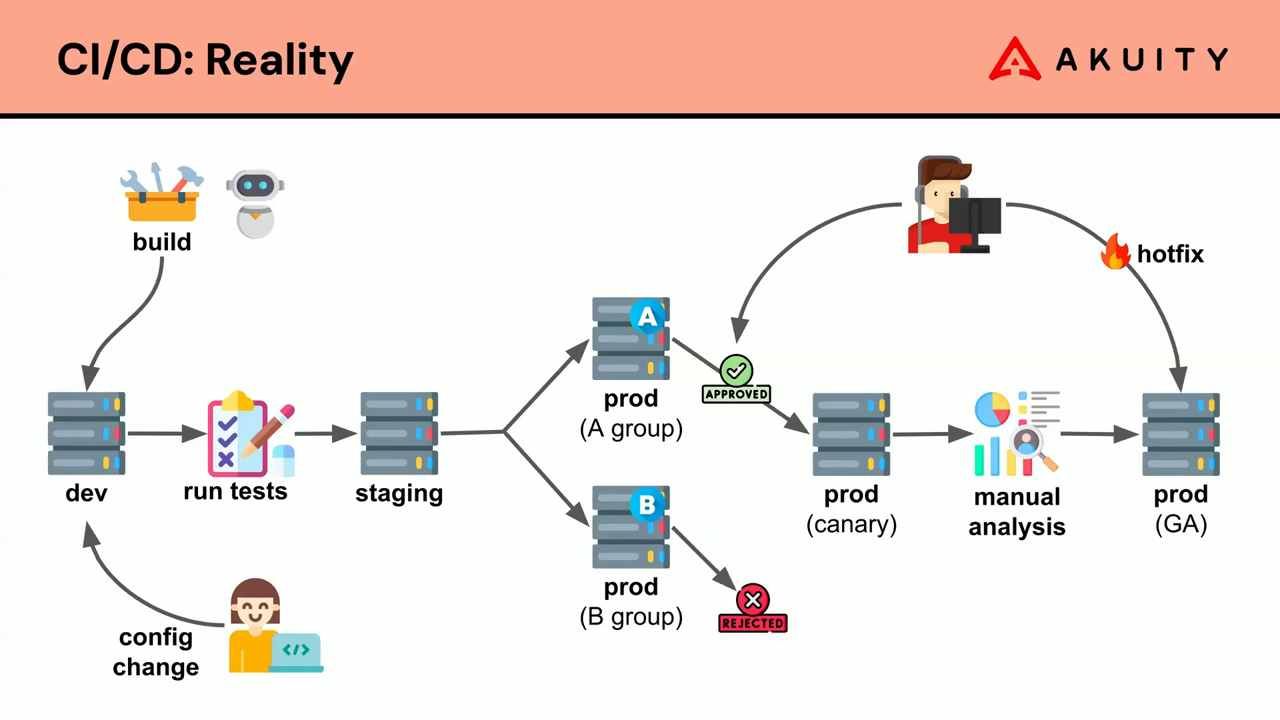 CI/CD: Reality
AKUITY
build
hotfix
A
prod
(A group)
APPROVED
dev
run tests
staging
B
prod
(B group)
REJECTED
prod
(canary)
manual
analysis
prod
(GA)
config
change
</>